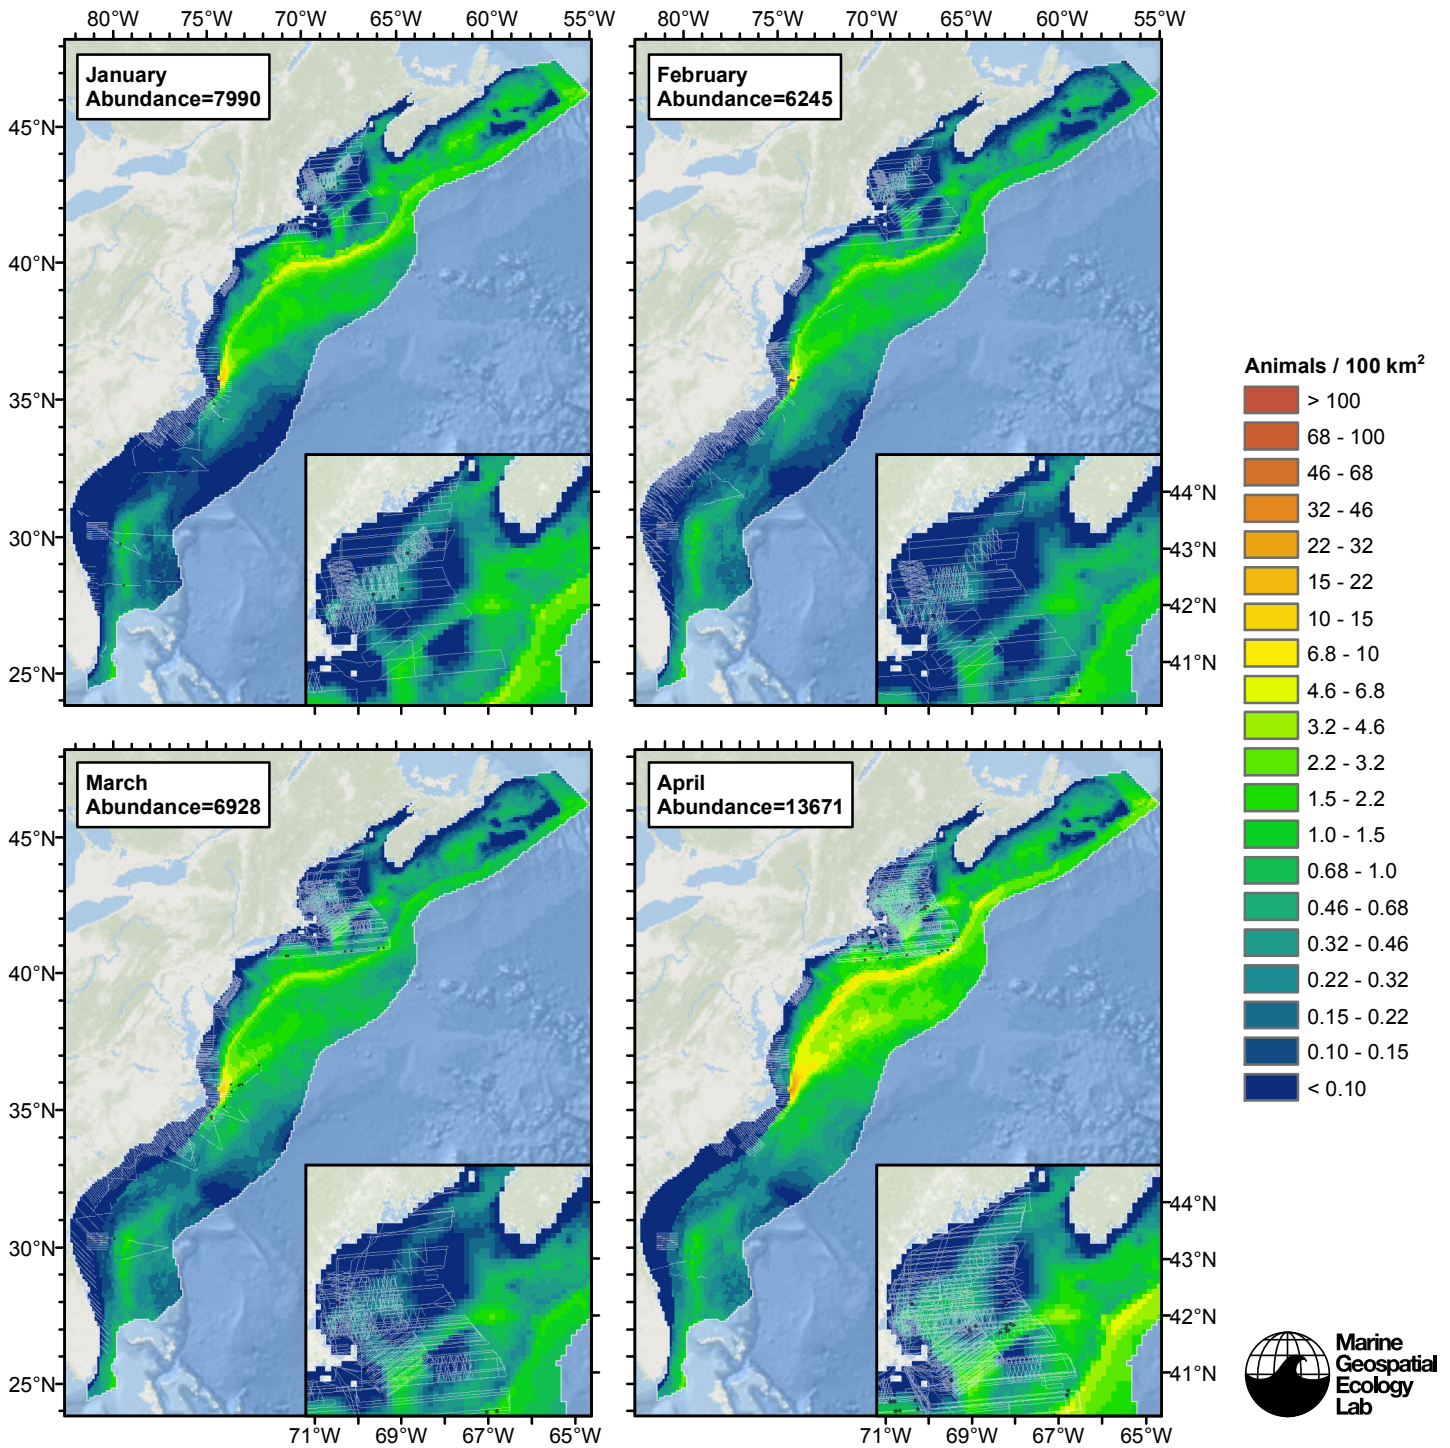 80°W 75°W 70°W 65°W 60°W 55°W
80°W 75°W 70°W 65°W 60°W 55°W
January
Abundance=7990
February
Abundance=6245
45°N
40°N
35°N
30°N
25°N
44°N
43°N
42°N
41°N
March
Abundance=6928
April
Abundance=13671
45°N
40°N
35°N
30°N
25°N
44°N
43°N
42°N
41°N
71°W 69°W 67°W 65°W
71°W 69°W 67°W 65°W
Animals / 100 km²
> 100
68 - 100
46 - 68
32 - 46
22 - 32
15 - 22
10 - 15
6.8 - 10
4.6 - 6.8
3.2 - 4.6
2.2 - 3.2
1.5 - 2.2
1.0 - 1.5
0.68 - 1.0
0.46 - 0.68
0.32 - 0.46
0.22 - 0.32
0.15 - 0.22
0.10 - 0.15
< 0.10
Marine
Geospatial
Ecology
Lab